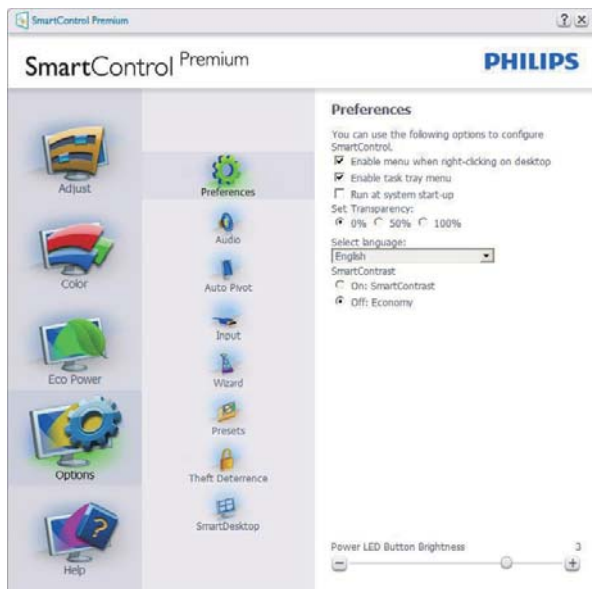 SmartControl Premium
SmartControl Premium
PHILIPS
Adjust
Color
Eco Power
Options
Help
Preferences
Audio
Auto Pivot
Input
Wizard
Presets
Theft Deterrence
SmartDesktop
Preferences
You can use the following options to configure
SmartControl.
Enable menu when right-clicking on desktop
Enable task tray menu
Run at system start-up
Set Transparency:
0% 50% 100%
Select language:
English
SmartContrast
On: SmartContrast
Off: Economy
Power LED Button Brightness 3